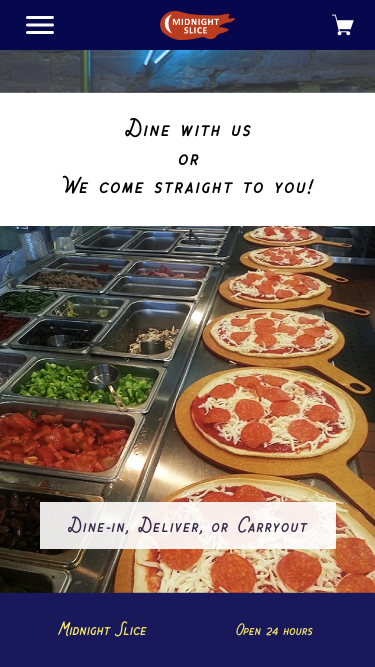 MIDNIGHT
SLICE
Dine with us
or
We come straight to you!
Dine-in, Deliver, or Carryout
Midnight Slice
Open 24 hours